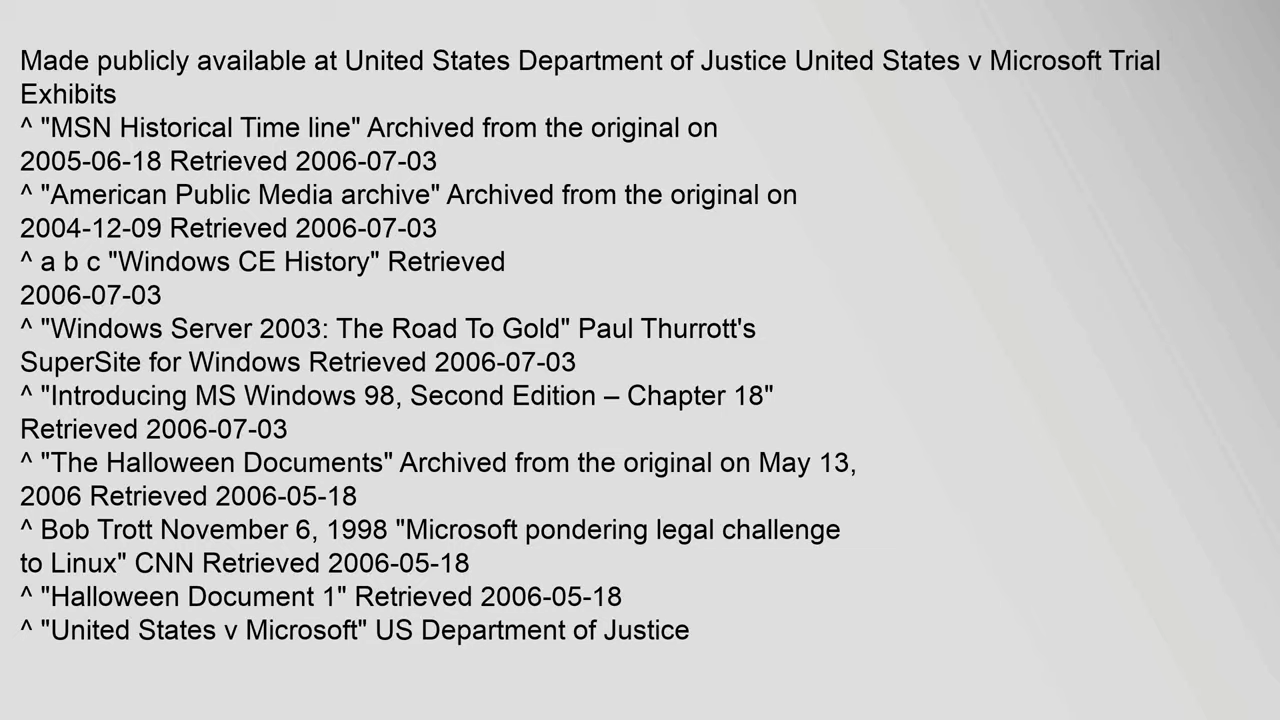 Made publicly available at United States Department of Justice United States v Microsoft Trial
Exhibits
^ "MSN Historical Time line" Archived from the original on
2005-06-18 Retrieved 2006-07-03
^ "American Public Media archive" Archived from the original on
2004-12-09 Retrieved 2006-07-03
^ a b c "Windows CE History" Retrieved
2006-07-03
^ "Windows Server 2003: The Road To Gold" Paul Thurrott's
SuperSite for Windows Retrieved 2006-07-03
^ "Introducing MS Windows 98, Second Edition – Chapter 18"
Retrieved 2006-07-03
^ "The Halloween Documents" Archived from the original on May 13,
2006 Retrieved 2006-05-18
^ Bob Trott November 6, 1998 "Microsoft pondering legal challenge
to Linux" CNN Retrieved 2006-05-18
^ "Halloween Document 1" Retrieved 2006-05-18
^ "United States v Microsoft" US Department of Justice